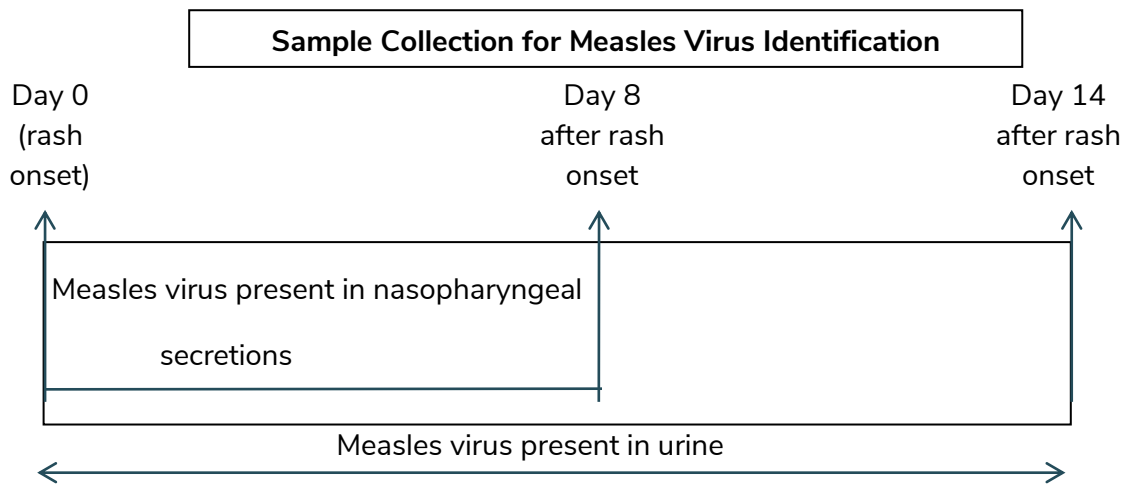 Sample Collection for Measles Virus Identification
Day 0
(rash
onset)
Day 8
after rash
onset
Day 14
after rash
onset
Measles virus present in nasopharyngeal
secretions
Measles virus present in urine